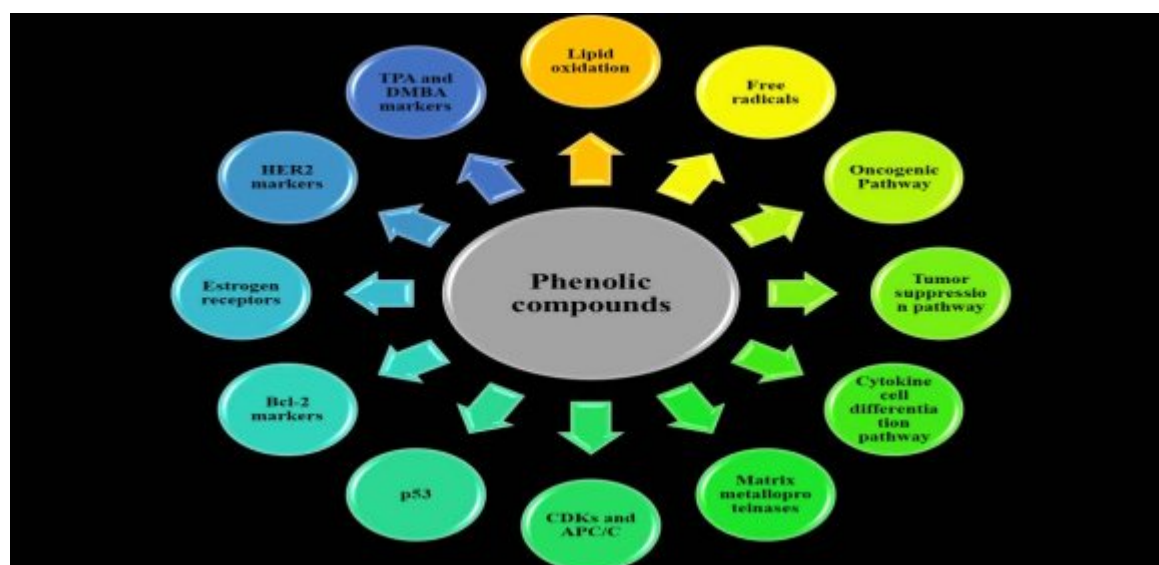 Lipid
oxidation
Free
radicals
Oncogenic
Pathway
Tumor
suppressio
n pathway
Cytokine
cell
differentia
tion
pathway
Matrix
metallopro
teinases
CDKs and
APC/C
p53
Bcl-2
markers
Estrogen
receptors
HER2
markers
TPA and
DMBA
markers
Phenolic
compounds